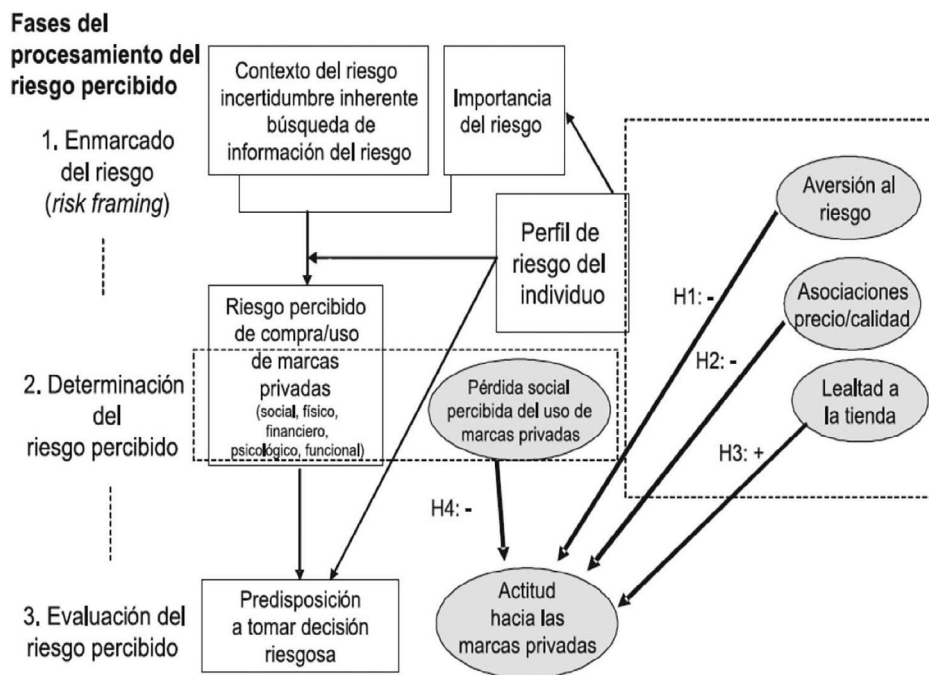 Fases del
procesamiento del
riesgo percibido
1. Enmarcado
del riesgo
(risk framing)
2. Determinación
del
riesgo percibido
3. Evaluación del
riesgo percibido
Contexto del riesgo
incertidumbre inherente
búsqueda de
información del riesgo
Importancia
del riesgo
Perfil de
riesgo del
individuo
Riesgo percibido
de compra/uso
de marcas
privadas
(social, físico,
financiero,
psicológico, funcional)
Pérdida social
percibida del uso de
marcas privadas
Aversión al
riesgo
Asociaciones
precio/calidad
Lealtad a
la tienda
H1: -
H2: -
H3: +
H4: -
Predisposición
a tomar decisión
riesgosa
Actitud
hacia las
marcas privadas